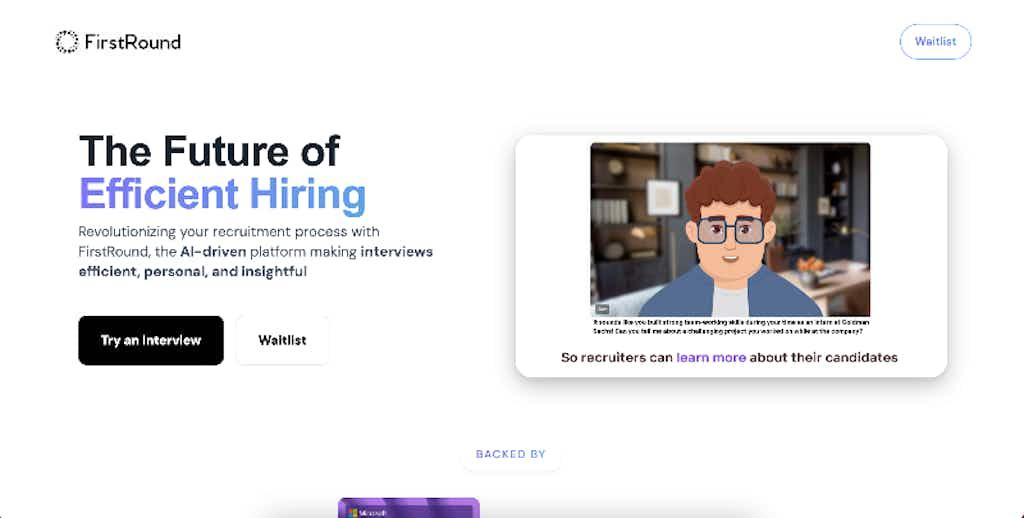 FirstRound
Waitlist
The Future of
Efficient Hiring
Revolutionizing your recruitment process with
FirstRound, the AI-driven platform making interviews
efficient, personal, and insightful
Try an Interview
Waitlist
It sounds like you built strong team-working skills during your time as an intern at Goldman
Sachs! Can you tell me about a challenging project you worked on while at the company?
So recruiters can learn more about their candidates
BACKED BY
Microsoft